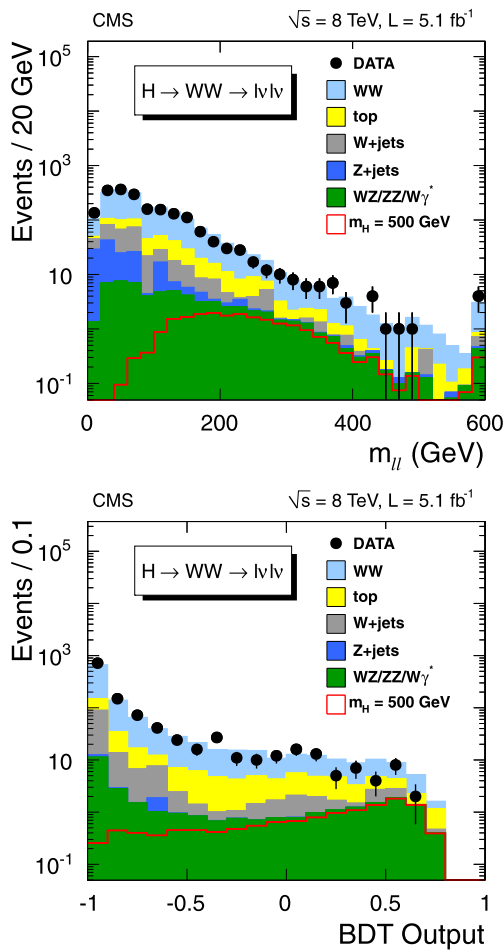 CMS √s = 8 TeV, L = 5.1 fb⁻¹
Events / 20 GeV
10⁵
10³
10
10⁻¹
H → WW → lνlν
DATA
WW
top
W+jets
Z+jets
WZ/ZZ/Wγ*
m_H = 500 GeV
0 200 400 600
m_ll (GeV)
CMS √s = 8 TeV, L = 5.1 fb⁻¹
Events / 0.1
10⁵
10³
10
10⁻¹
H → WW → lνlν
DATA
WW
top
W+jets
Z+jets
WZ/ZZ/Wγ*
m_H = 500 GeV
-1 -0.5 0 0.5 1
BDT Output